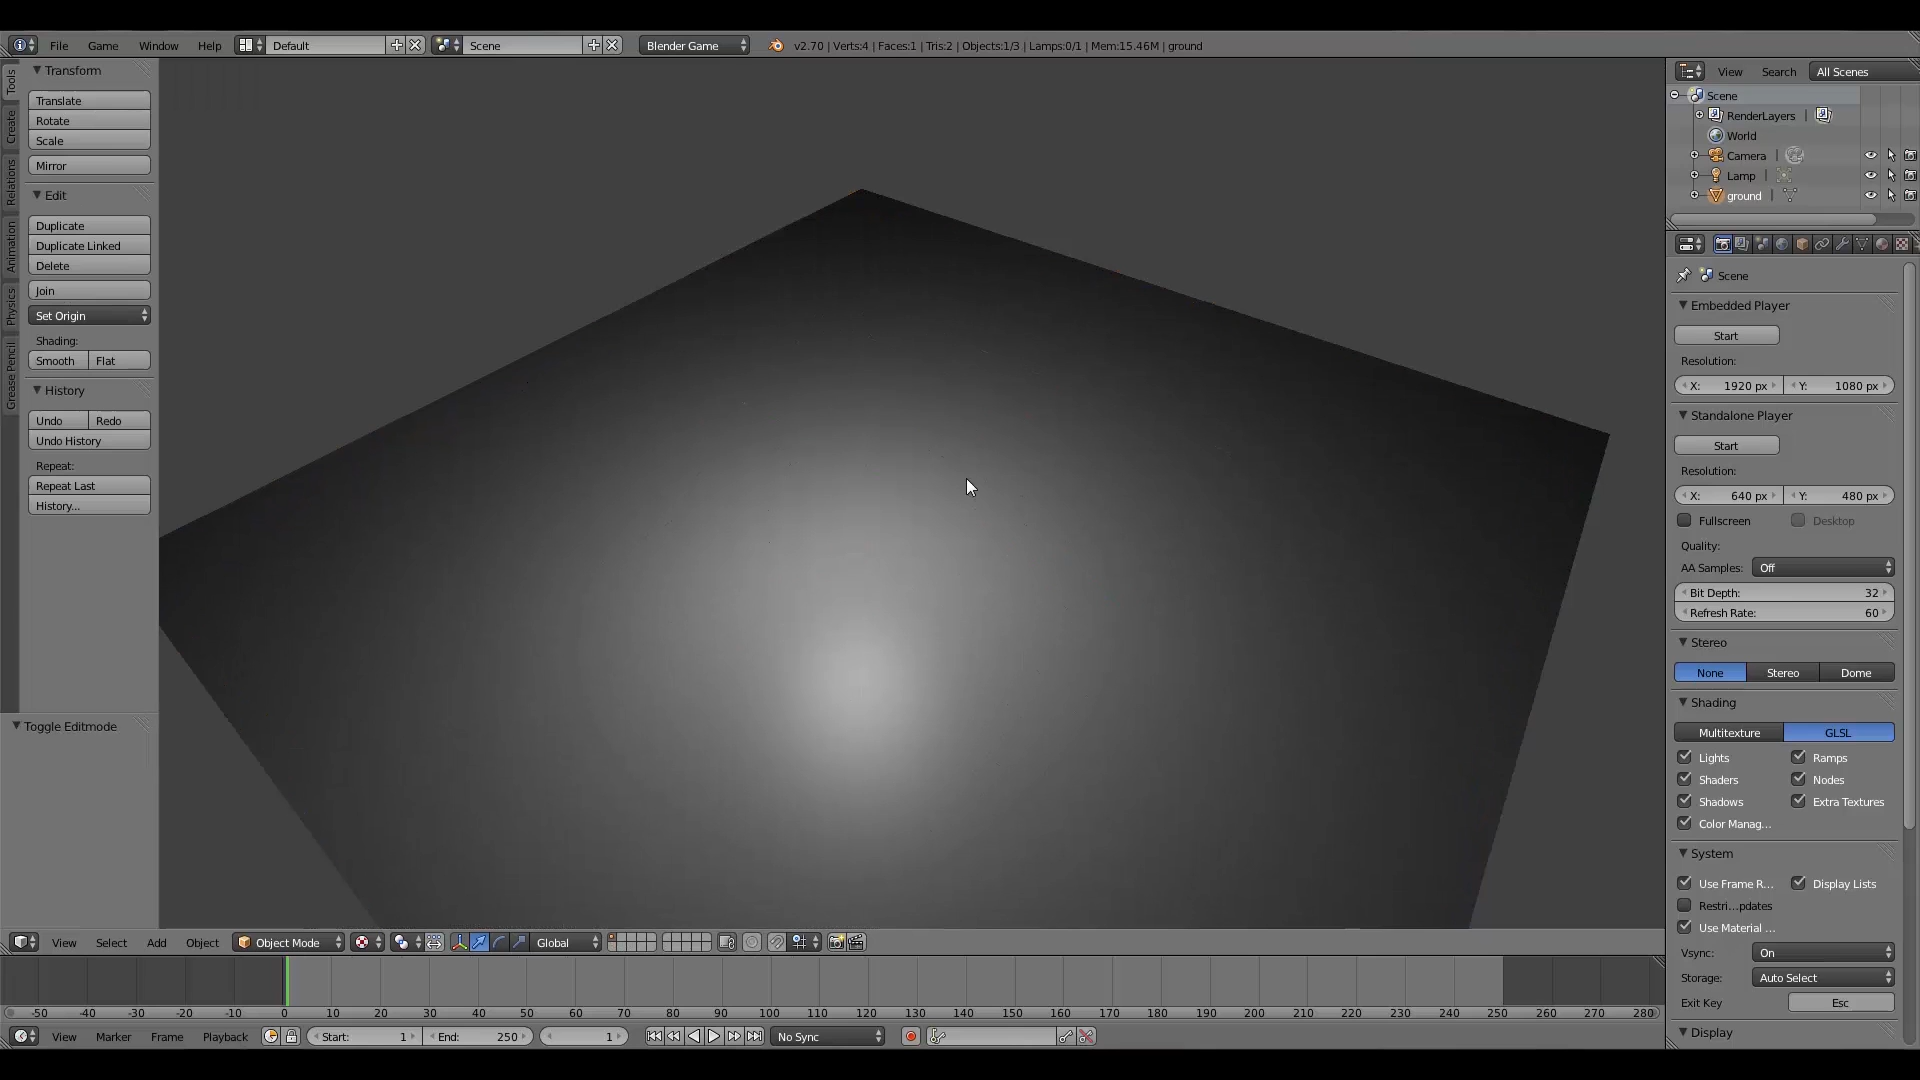 File Game Window Help Default Scene Blender Game v2.70 | Verts:4 | Faces:1 | Tris:2 | Objects:1/3 | Lamps:0/1 | Mem:15.46M | ground
Tools
Create
Relations
Animation
Physics
Grease Pencil
Transform
Translate
Rotate
Scale
Mirror
Edit
Duplicate
Duplicate Linked
Delete
Join
Set Origin
Shading:
Smooth Flat
History
Undo Redo
Undo History
Repeat:
Repeat Last
History...
Toggle Editmode
View Search All Scenes
Scene
RenderLayers
World
Camera
Lamp
ground
Scene
Embedded Player
Start
Resolution:
X: 1920 px Y: 1080 px
Standalone Player
Start
Resolution:
X: 640 px Y: 480 px
Fullscreen Desktop
Quality:
AA Samples: Off
Bit Depth: 32
Refresh Rate: 60
Stereo
None Stereo Dome
Shading
Multitexture GLSL
Lights Ramps
Shaders Nodes
Shadows Extra Textures
Color Manag...
System
Use Frame R... Display Lists
Restri...pdates
Use Material ...
Vsync: On
Storage: Auto Select
Exit Key Esc
Display
View Select Add Object Object Mode Global
-50 -40 -30 -20 -10 0 10 20 30 40 50 60 70 80 90 100 110 120 130 140 150 160 170 180 190 200 210 220 230 240 250 260 270 280
View Marker Frame Playback Start: 1 End: 250 1 No Sync